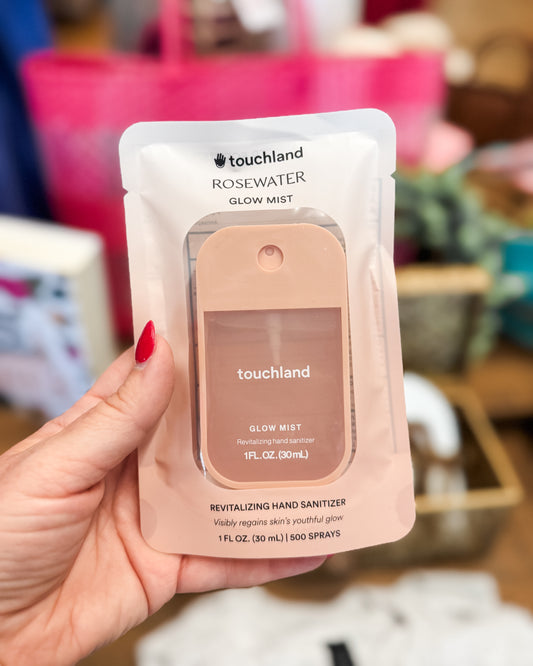 touchland
ROSEWATER
GLOW MIST
touchland
GLOW MIST
Revitalizing hand sanitizer
1FL.OZ.(30mL)
REVITALIZING HAND SANITIZER
Visibly regains skin's youthful glow
1 FL OZ. (30 mL) | 500 SPRAYS